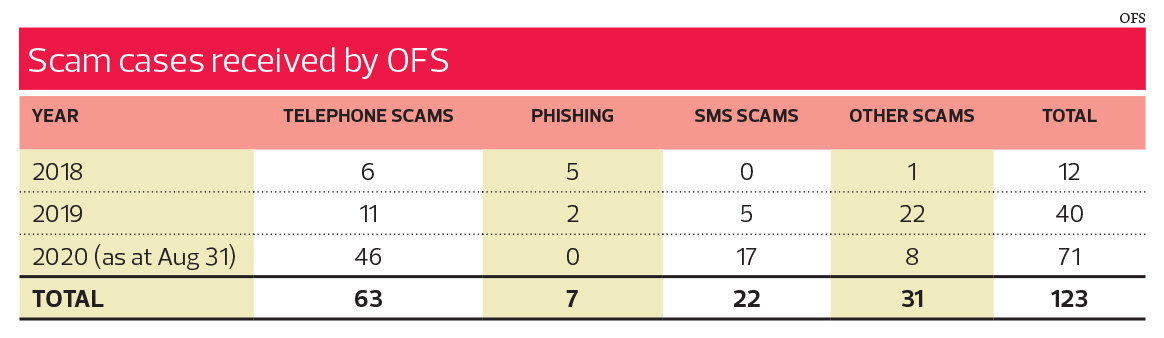 OFS
Scam cases received by OFS
YEAR TELEPHONE SCAMS PHISHING SMS SCAMS OTHER SCAMS TOTAL
2018 6 5 0 1 12
2019 11 2 5 22 40
2020 (as at Aug 31) 46 0 17 8 71
TOTAL 63 7 22 31 123